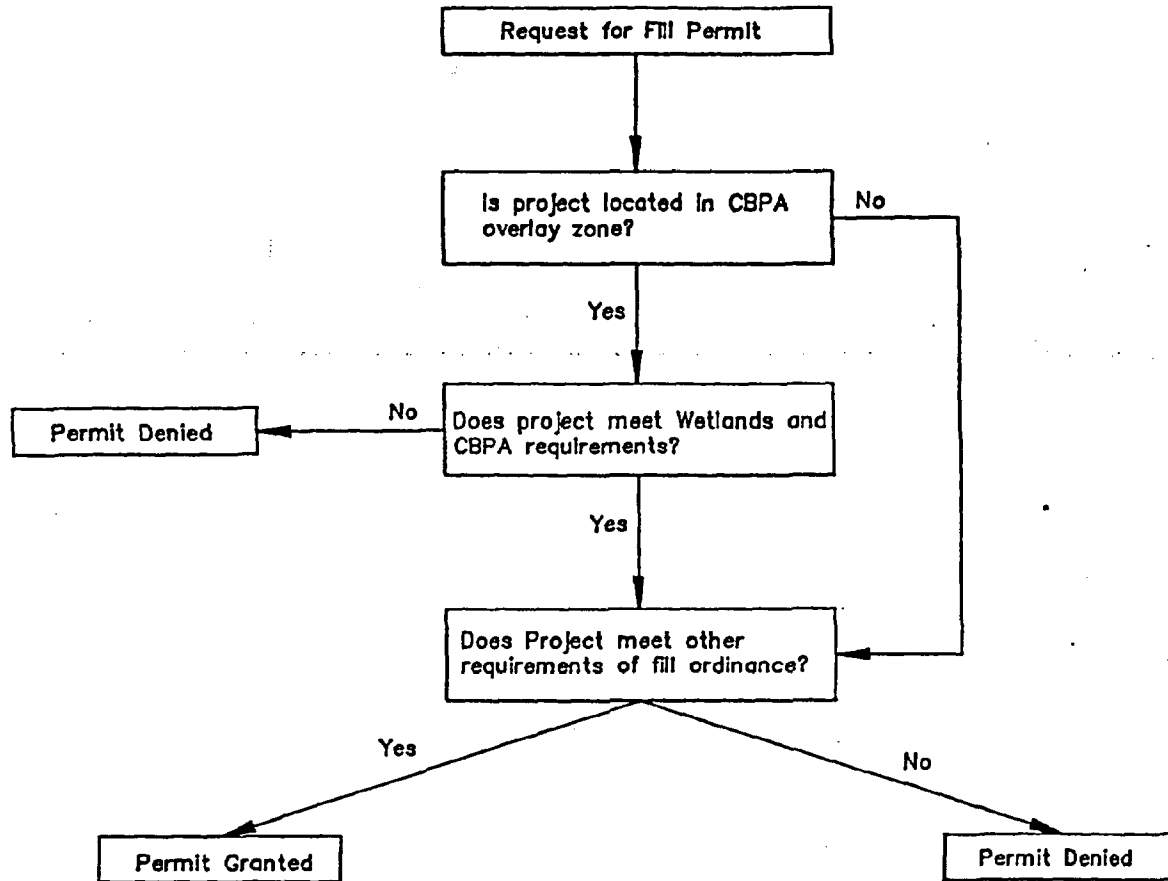 Request for Fill Permit
Is project located in CBPA
overlay zone?
No
Yes
Does project meet Wetlands and
CBPA requirements?
No
Permit Denied
Yes
Does Project meet other
requirements of fill ordinance?
Yes
No
Permit Granted
Permit Denied